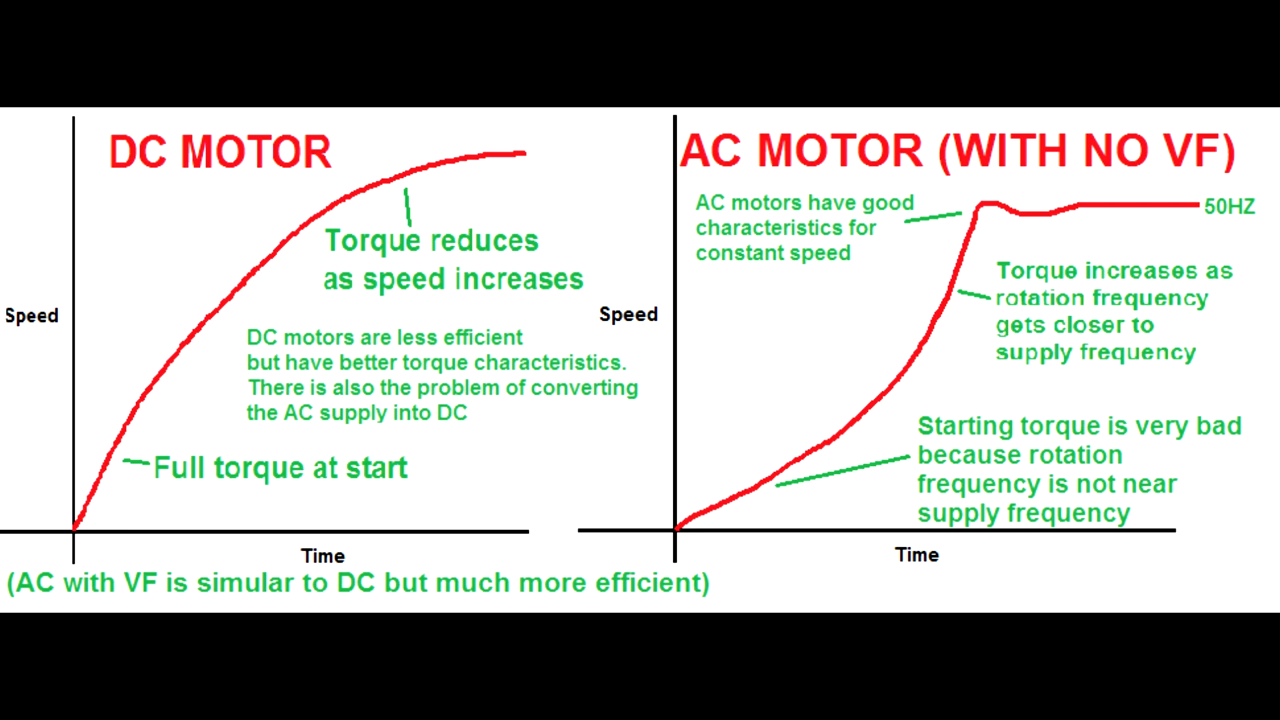 DC MOTOR
Torque reduces
as speed increases
Speed
DC motors are less efficient
but have better torque characteristics.
There is also the problem of converting
the AC supply into DC
Full torque at start
Time
AC MOTOR (WITH NO VF)
AC motors have good
characteristics for
constant speed
50HZ
Torque increases as
rotation frequency
gets closer to
supply frequency
Speed
Starting torque is very bad
because rotation
frequency is not near
supply frequency
Time
(AC with VF is simular to DC but much more efficient)